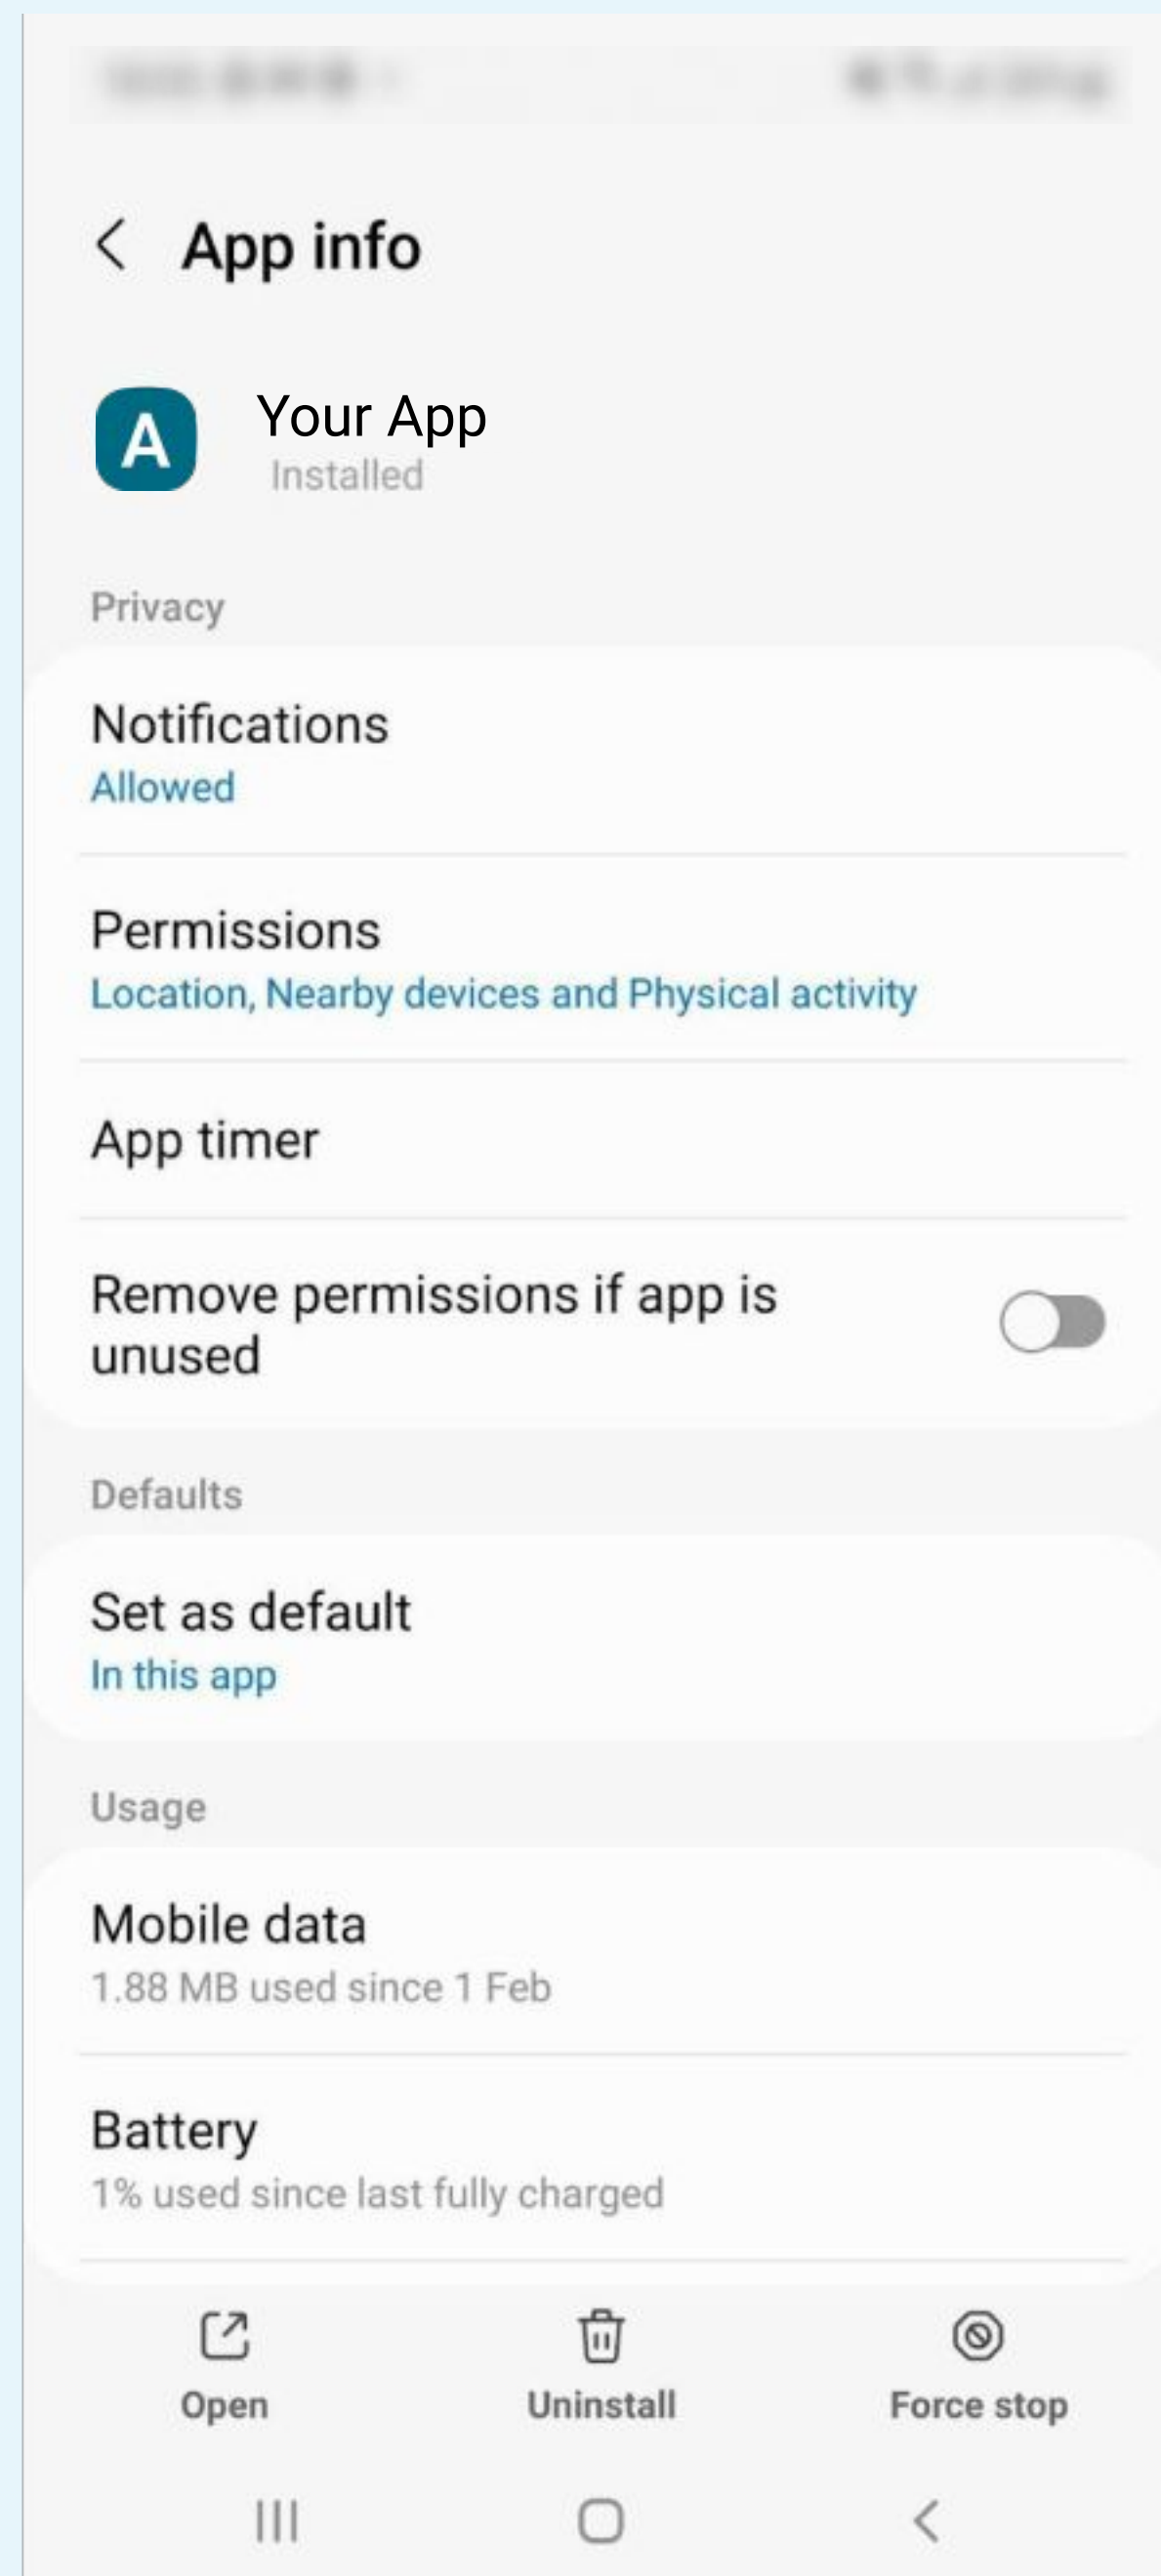 App info
A
Your App
Installed
Privacy
Notifications
Allowed
Permissions
Location, Nearby devices and Physical activity
App timer
Remove permissions if app is
unused
Defaults
Set as default
In this app
Usage
Mobile data
1.88 MB used since 1 Feb
Battery
1% used since last fully charged
Open
Uninstall
Force stop